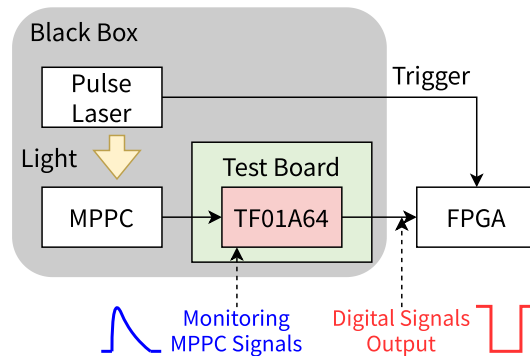 Black Box
Pulse
Laser
Trigger
Light
Test Board
MPPC
TF01A64
FPGA
Monitoring
MPPC Signals
Digital Signals
Output